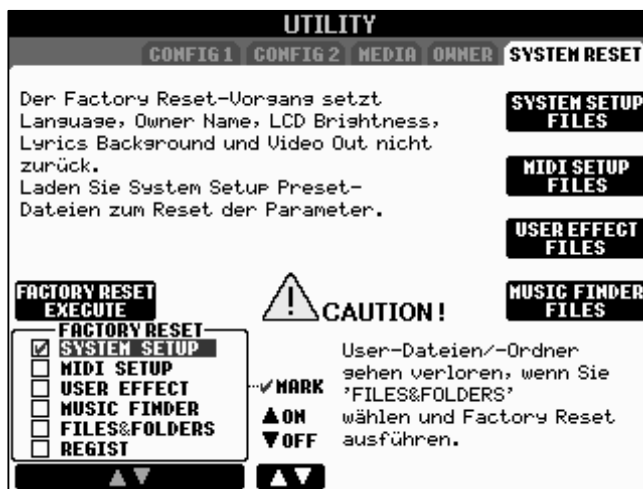 UTILITY
CONFIG 1 CONFIG 2 MEDIA OWNER SYSTEM RESET
Der Factory Reset-Vorgang setzt
Language, Owner Name, LCD Brightness,
Lyrics Background und Video Out nicht
zurück.
Laden Sie System Setup Preset-
Dateien zum Reset der Parameter.
SYSTEM SETUP
FILES
MIDI SETUP
FILES
USER EFFECT
FILES
MUSIC FINDER
FILES
FACTORY RESET
EXECUTE
CAUTION!
FACTORY RESET
SYSTEM SETUP
MIDI SETUP
USER EFFECT
MUSIC FINDER
FILES&FOLDERS
REGIST
MARK
▲ON
▼OFF
User-Dateien/-Ordner
gehen verloren, wenn Sie
'FILES&FOLDERS'
wählen und Factory Reset
ausführen.